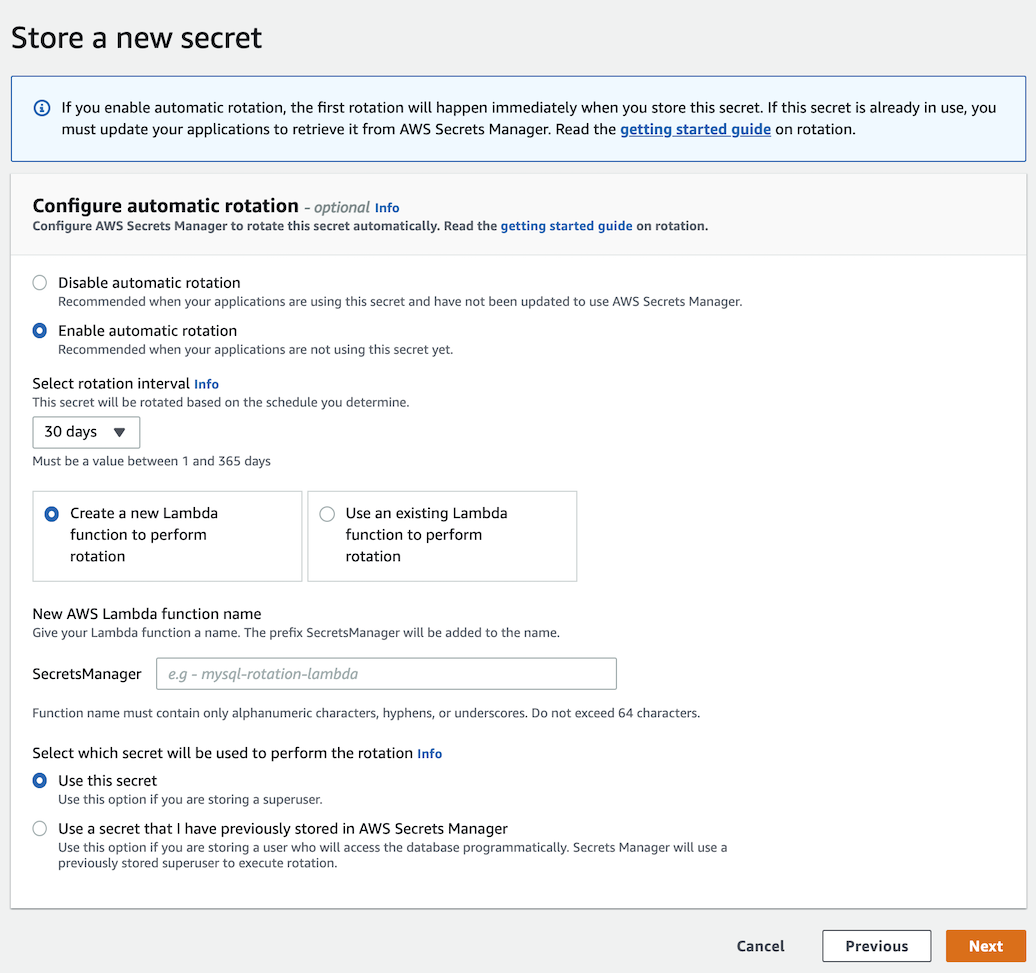 Store a new secret
If you enable automatic rotation, the first rotation will happen immediately when you store this secret. If this secret is already in use, you
must update your applications to retrieve it from AWS Secrets Manager. Read the getting started guide on rotation.
Configure automatic rotation - optional Info
Configure AWS Secrets Manager to rotate this secret automatically. Read the getting started guide on rotation.
Disable automatic rotation
Recommended when your applications are using this secret and have not been updated to use AWS Secrets Manager.
Enable automatic rotation
Recommended when your applications are not using this secret yet.
Select rotation interval Info
This secret will be rotated based on the schedule you determine.
30 days
Must be a value between 1 and 365 days
Create a new Lambda
function to perform
rotation
Use an existing Lambda
function to perform
rotation
New AWS Lambda function name
Give your Lambda function a name. The prefix SecretsManager will be added to the name.
SecretsManager e.g - mysql-rotation-lambda
Function name must contain only alphanumeric characters, hyphens, or underscores. Do not exceed 64 characters.
Select which secret will be used to perform the rotation Info
Use this secret
Use this option if you are storing a superuser.
Use a secret that I have previously stored in AWS Secrets Manager
Use this option if you are storing a user who will access the database programmatically. Secrets Manager will use a
previously stored superuser to execute rotation.
Cancel Previous Next